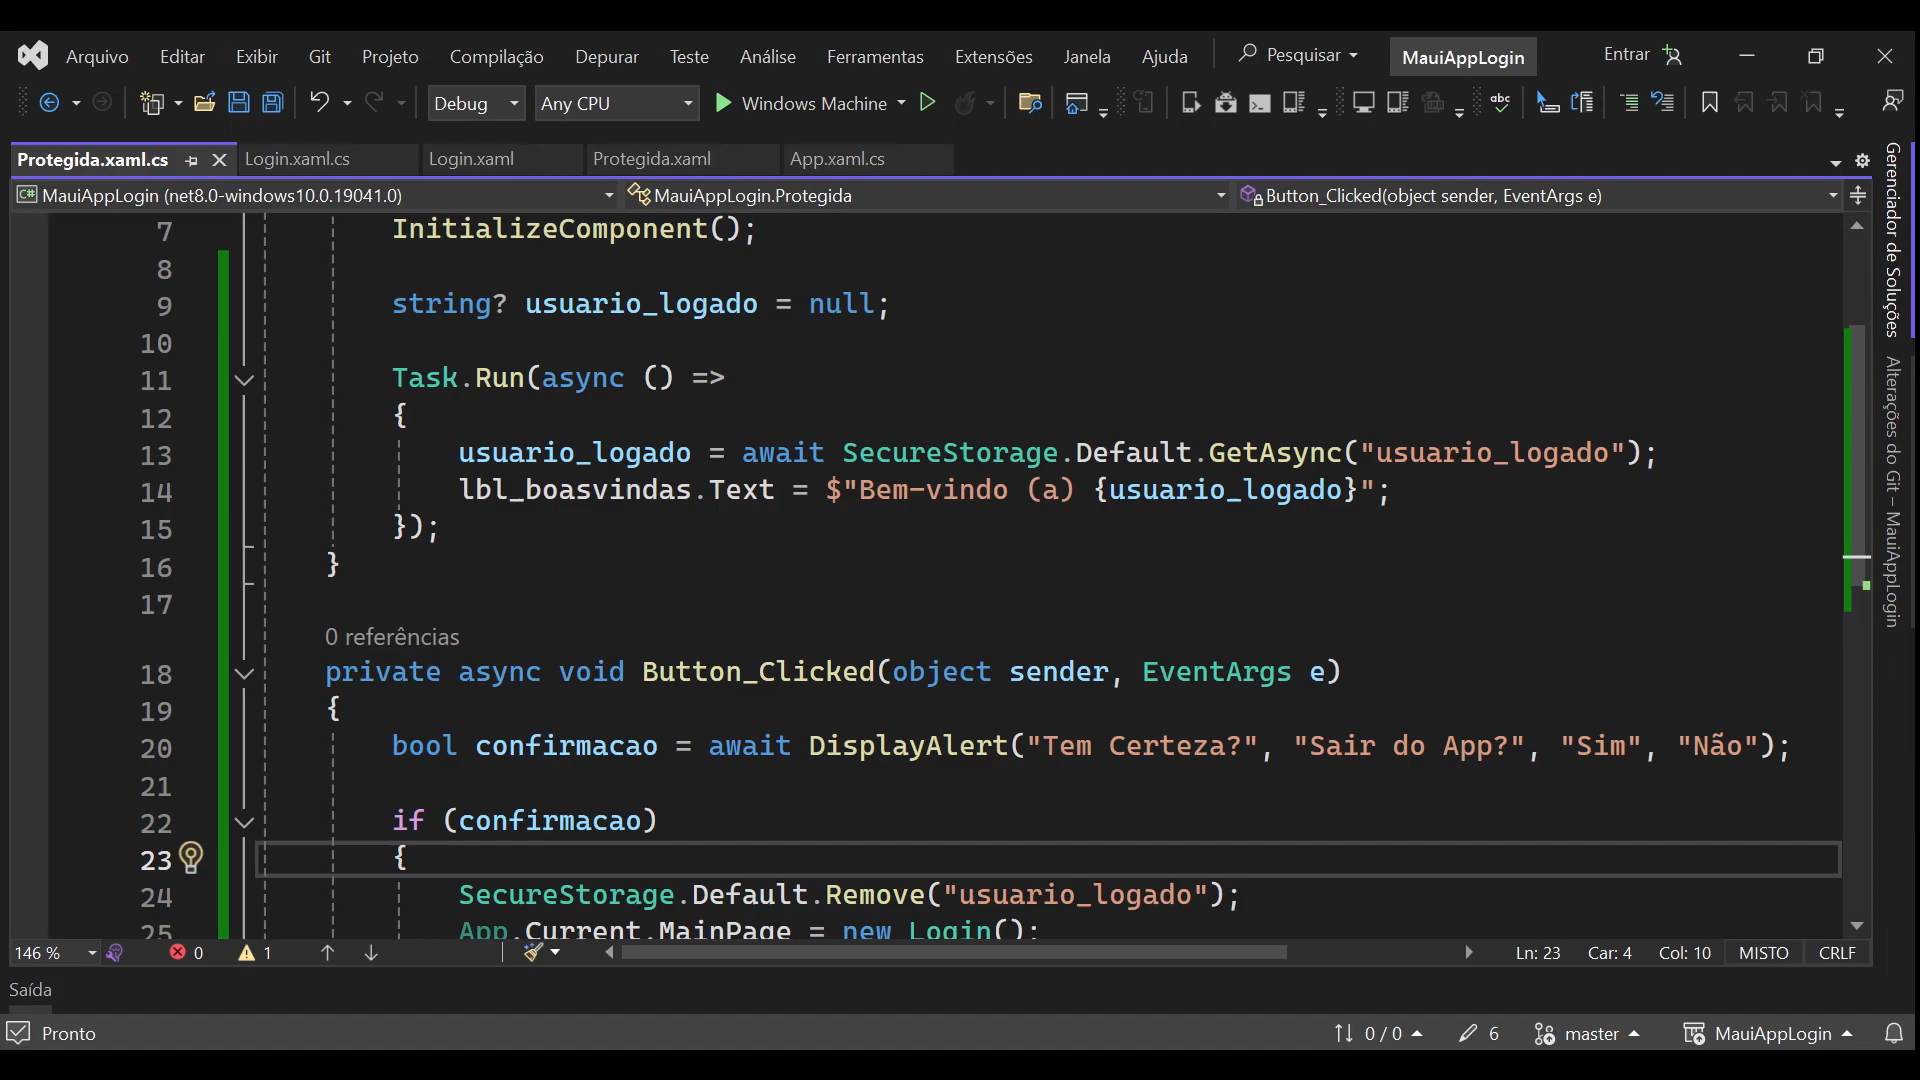 Arquivo Editar Exibir Git Projeto Compilação Depurar Teste Análise Ferramentas Extensões Janela Ajuda Pesquisar MauiAppLogin Entrar
Debug Any CPU Windows Machine abc
Protegida.xaml.cs Login.xaml.cs Login.xaml Protegida.xaml App.xaml.cs
C# MauiAppLogin (net8.0-windows10.0.19041.0) MauiAppLogin.Protegida Button_Clicked(object sender, EventArgs e)
7 InitializeComponent();
8
9 string? usuario_logado = null;
10
11 Task.Run(async () =>
12 {
13 usuario_logado = await SecureStorage.Default.GetAsync("usuario_logado");
14 lbl_boasvindas.Text = $"Bem-vindo (a) {usuario_logado}";
15 });
16 }
17
0 referências
18 private async void Button_Clicked(object sender, EventArgs e)
19 {
20 bool confirmacao = await DisplayAlert("Tem Certeza?", "Sair do App?", "Sim", "Não");
21
22 if (confirmacao)
23 {
24 SecureStorage.Default.Remove("usuario_logado");
25 App.Current.MainPage = new Login();
146 % 0 1 Ln: 23 Car: 4 Col: 10 MISTO CRLF
Saída
Pronto 0 / 0 6 master MauiAppLogin
Gerenciador de Soluções
Alterações do Git – MauiAppLogin